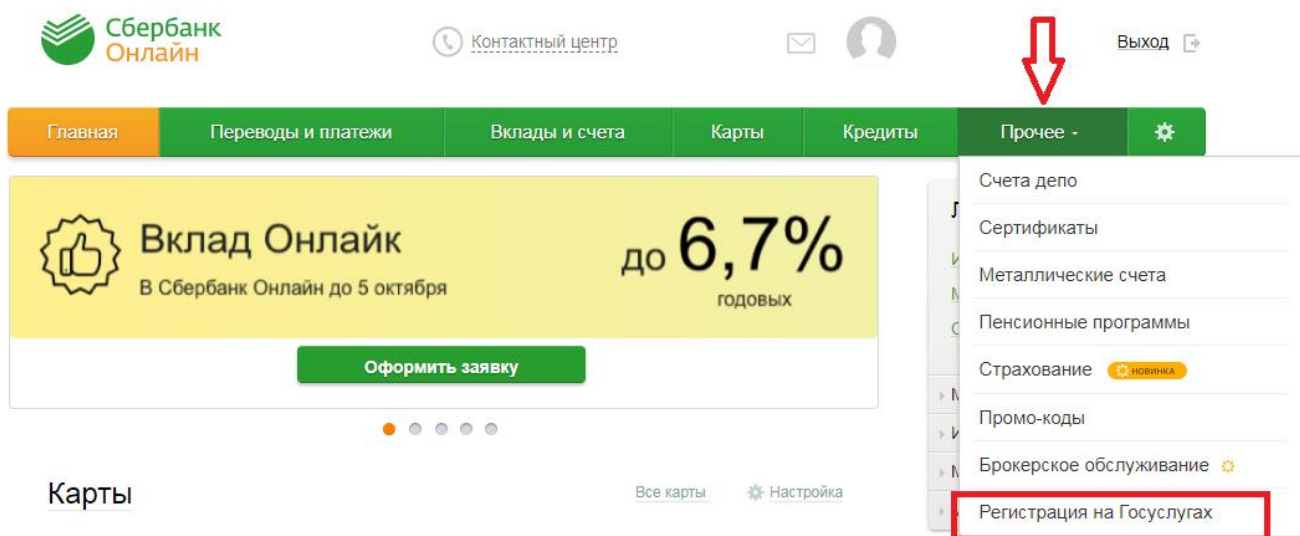 Сбербанк
Онлайн
Контактный центр
Выход
Главная
Переводы и платежи
Вклады и счета
Карты
Кредиты
Прочее
Вклад Онлайк
В Сбербанк Онлайн до 5 октября
до 6,7%
годовых
Оформить заявку
Карты
Все карты
Настройка
Счета депо
Сертификаты
Металлические счета
Пенсионные программы
Страхование
НОВИНКА
Промо-коды
Брокерское обслуживание
Регистрация на Госуслугах